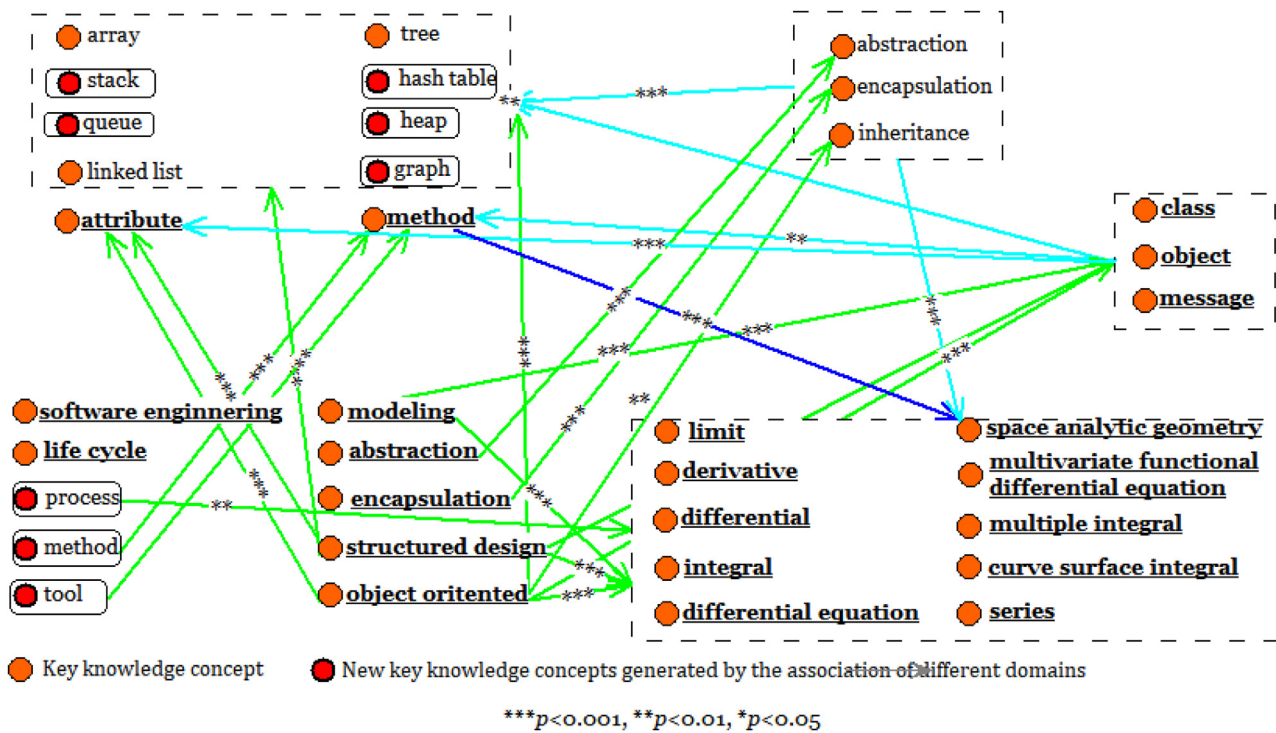 array
tree
abstraction
stack
hash table
encapsulation
***
**
queue
heap
inheritance
linked list
graph
attribute
method
class
***
**
object
message
***
***
***
***
***
***
***
***
***
***
***
**
software enginnering
modeling
limit
space analytic geometry
life cycle
abstraction
derivative
multivariate functional
differential equation
process
encapsulation
***
***
***
**
differential
multiple integral
method
structured design
integral
curve surface integral
tool
object oritented
***
***
differential equation
series
Key knowledge concept
New key knowledge concepts generated by the association of different domains
***p<0.001, **p<0.01, *p<0.05